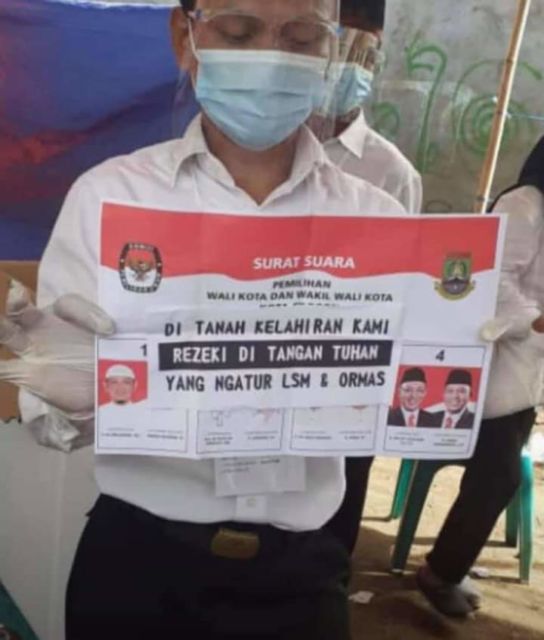 SURAT SUARA
PEMILIHAN
WALI KOTA DAN WAKIL WALI KOTA
DI TANAH KELAHIRAN KAMI
REZEKI DI TANGAN TUHAN
YANG NGATUR LSM & ORMAS
1
4